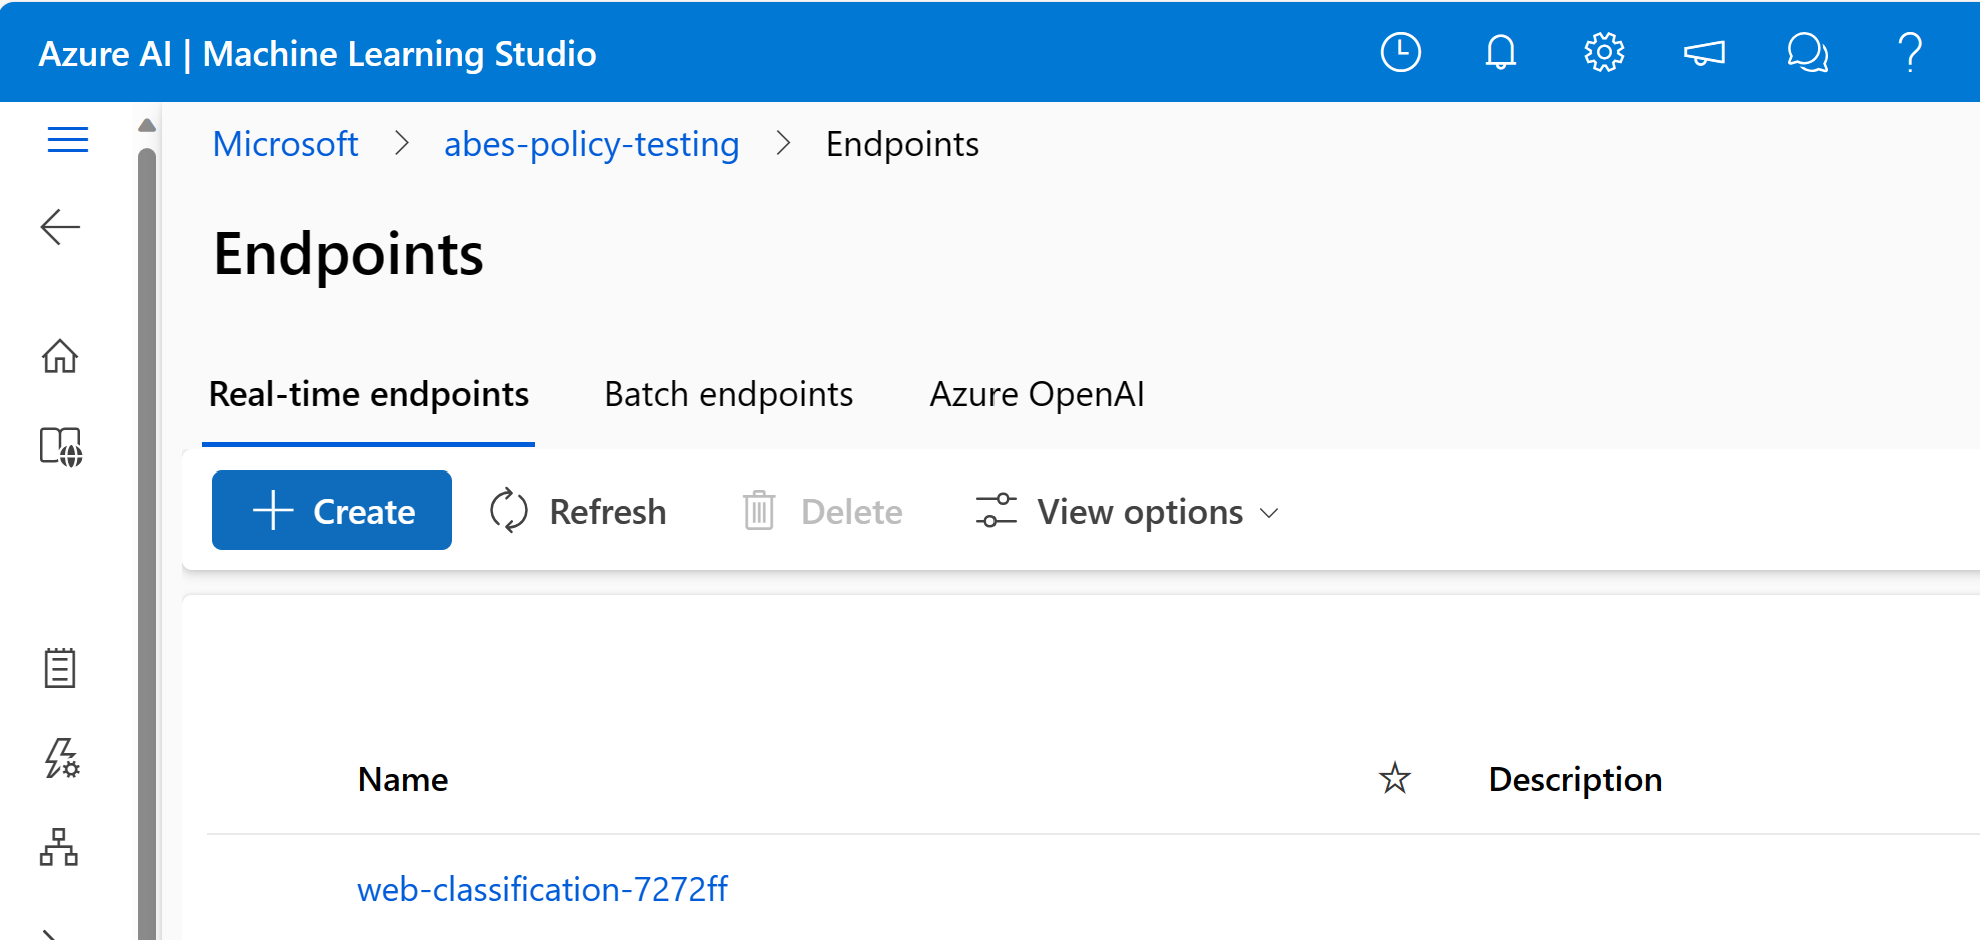 Azure AI | Machine Learning Studio
Microsoft > abes-policy-testing > Endpoints
Endpoints
Real-time endpoints Batch endpoints Azure OpenAI
Create Refresh Delete View options
Name Description
web-classification-7272ff